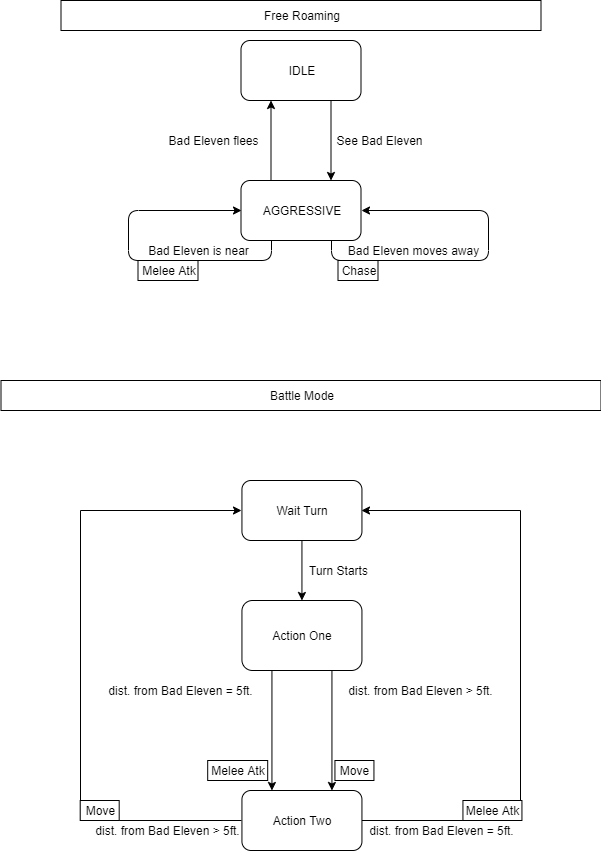 Free Roaming
IDLE
Bad Eleven flees
See Bad Eleven
AGGRESSIVE
Bad Eleven is near
Bad Eleven moves away
Melee Atk
Chase
Battle Mode
Wait Turn
Turn Starts
Action One
dist. from Bad Eleven = 5ft.
dist. from Bad Eleven > 5ft.
Melee Atk
Move
Move
Action Two
Melee Atk
dist. from Bad Eleven > 5ft.
dist. from Bad Eleven = 5ft.